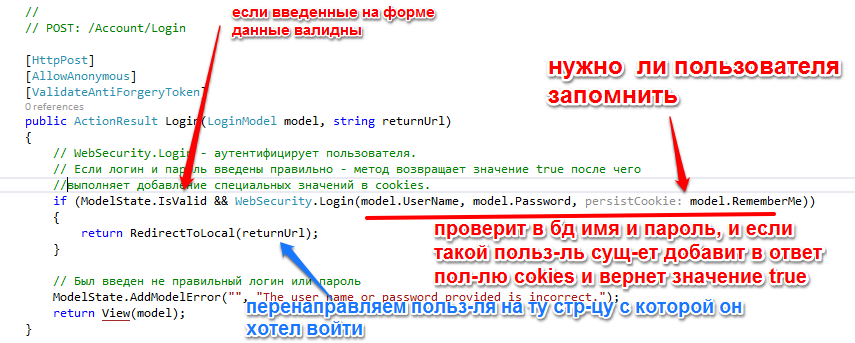 //
// POST: /Account/Login
если введенные на форме
данные валидны
[HttpPost]
[AllowAnonymous]
[ValidateAntiForgeryToken]
0 references
нужно ли пользователя
запомнить
public ActionResult Login(LoginModel model, string returnUrl)
{
// WebSecurity.Login - аутентифицирует пользователя.
// Если логин и пароль введены правильно - метод возвращает значение true после чего
//выполняет добавление специальных значений в cookies.
if (ModelState.IsValid && WebSecurity.Login(model.UserName, model.Password, persistCookie: model.RememberMe))
{
return RedirectToLocal(returnUrl);
}
проверит в бд имя и пароль, и если
такой польз-ль сущ-ет добавит в ответ
пол-лю cokies и вернет значение true
// Был введен не правильный логин или пароль
ModelState.AddModelError("", "The user name or password provided is incorrect.");
return View(model);
}
перенаправляем польз-ля на ту стр-цу с которой он
хотел войти